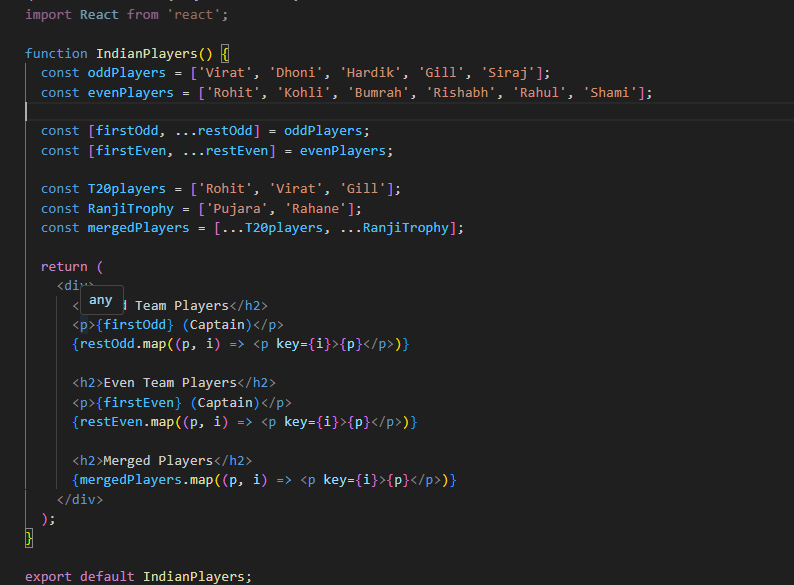 import React from 'react';
function IndianPlayers() {
const oddPlayers = ['Virat', 'Dhoni', 'Hardik', 'Gill', 'Siraj'];
const evenPlayers = ['Rohit', 'Kohli', 'Bumrah', 'Rishabh', 'Rahul', 'Shami'];
const [firstOdd, ...restOdd] = oddPlayers;
const [firstEven, ...restEven] = evenPlayers;
const T20players = ['Rohit', 'Virat', 'Gill'];
const RanjiTrophy = ['Pujara', 'Rahane'];
const mergedPlayers = [...T20players, ...RanjiTrophy];
return (
<div>
any
Team Players</h2>
<p>{firstOdd} (Captain)</p>
{restOdd.map((p, i) => <p key={i}>{p}</p>)}
<h2>Even Team Players</h2>
<p>{firstEven} (Captain)</p>
{restEven.map((p, i) => <p key={i}>{p}</p>)}
<h2>Merged Players</h2>
{mergedPlayers.map((p, i) => <p key={i}>{p}</p>)}
</div>
);
}
export default IndianPlayers;